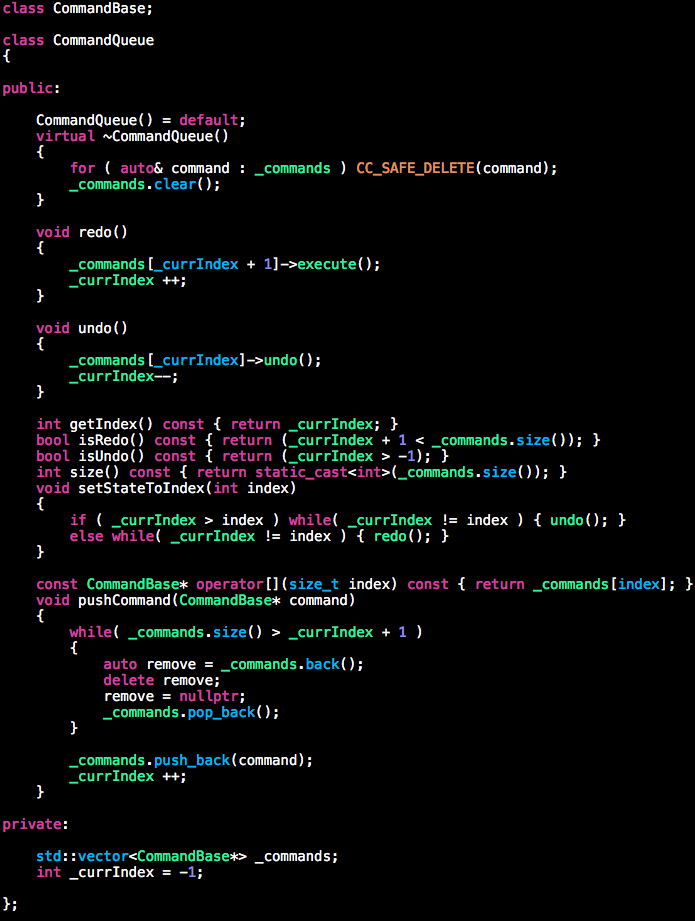 class CommandBase;
class CommandQueue
{
public:
CommandQueue() = default;
virtual ~CommandQueue()
{
for ( auto& command : _commands ) CC_SAFE_DELETE(command);
_commands.clear();
}
void redo()
{
_commands[_currIndex + 1]->execute();
_currIndex ++;
}
void undo()
{
_commands[_currIndex]->undo();
_currIndex--;
}
int getIndex() const { return _currIndex; }
bool isRedo() const { return (_currIndex + 1 < _commands.size()); }
bool isUndo() const { return (_currIndex > -1); }
int size() const { return static_cast<int>(_commands.size()); }
void setStateToIndex(int index)
{
if ( _currIndex > index ) while( _currIndex != index ) { undo(); }
else while( _currIndex != index ) { redo(); }
}
const CommandBase* operator[](size_t index) const { return _commands[index]; }
void pushCommand(CommandBase* command)
{
while( _commands.size() > _currIndex + 1 )
{
auto remove = _commands.back();
delete remove;
remove = nullptr;
_commands.pop_back();
}
_commands.push_back(command);
_currIndex ++;
}
private:
std::vector<CommandBase*> _commands;
int _currIndex = -1;
};